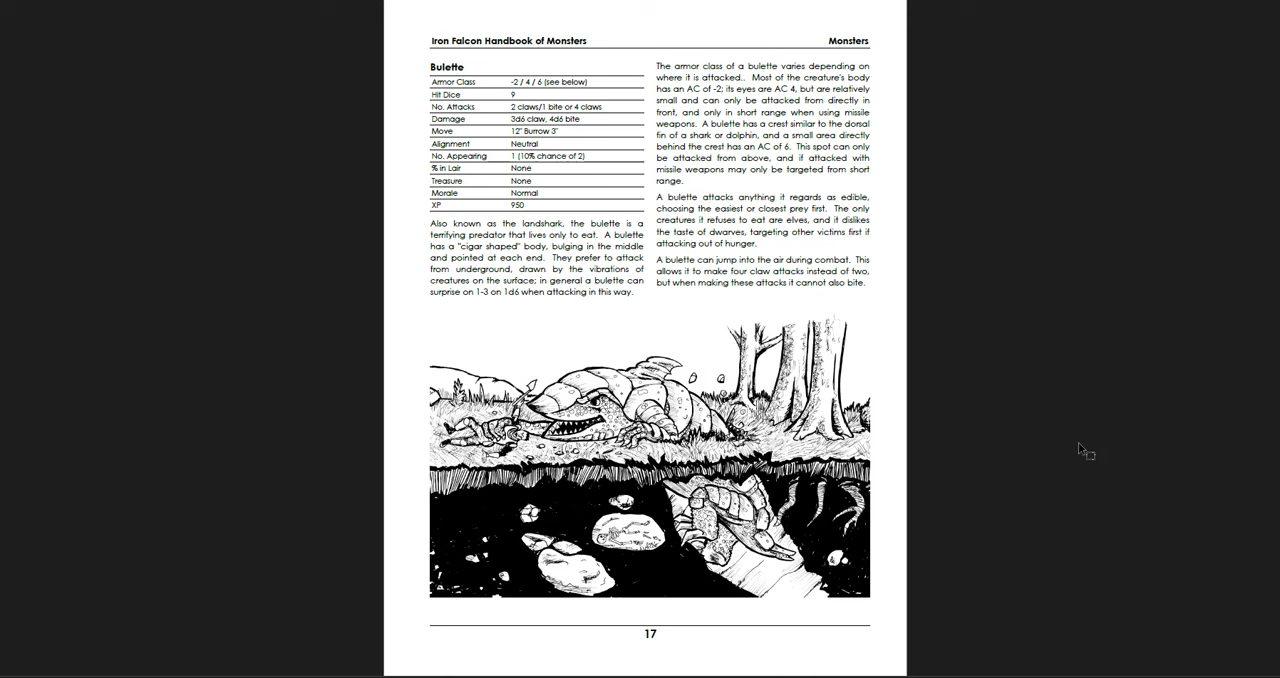 Iron Falcon Handbook of Monsters
Monsters
Bulette
Armor Class -2 / 4 / 6 (see below)
Hit Dice 9
No. Attacks 2 claws/1 bite or 4 claws
Damage 3d6 claw, 4d6 bite
Move 12" Burrow 3"
Alignment Neutral
No. Appearing 1 (10% chance of 2)
% in Lair None
Treasure None
Morale Normal
XP 950
Also known as the landshark, the bulette is a
terrifying predator that lives only to eat. A bulette
has a "cigar shaped" body, bulging in the middle
and pointed at each end. They prefer to attack
from underground, drawn by the vibrations of
creatures on the surface; in general a bulette can
surprise on 1-3 on 1d6 when attacking in this way.
The armor class of a bulette varies depending on
where it is attacked.. Most of the creature's body
has an AC of -2; its eyes are AC 4, but are relatively
small and can only be attacked from directly in
front, and only in short range when using missile
weapons. A bulette has a crest similar to the dorsal
fin of a shark or dolphin, and a small area directly
behind the crest has an AC of 6. This spot can only
be attacked from above, and if attacked with
missile weapons may only be targeted from short
range.
A bulette attacks anything it regards as edible,
choosing the easiest or closest prey first. The only
creatures it refuses to eat are elves, and it dislikes
the taste of dwarves, targeting other victims first if
attacking out of hunger.
A bulette can jump into the air during combat. This
allows it to make four claw attacks instead of two,
but when making these attacks it cannot also bite.
17